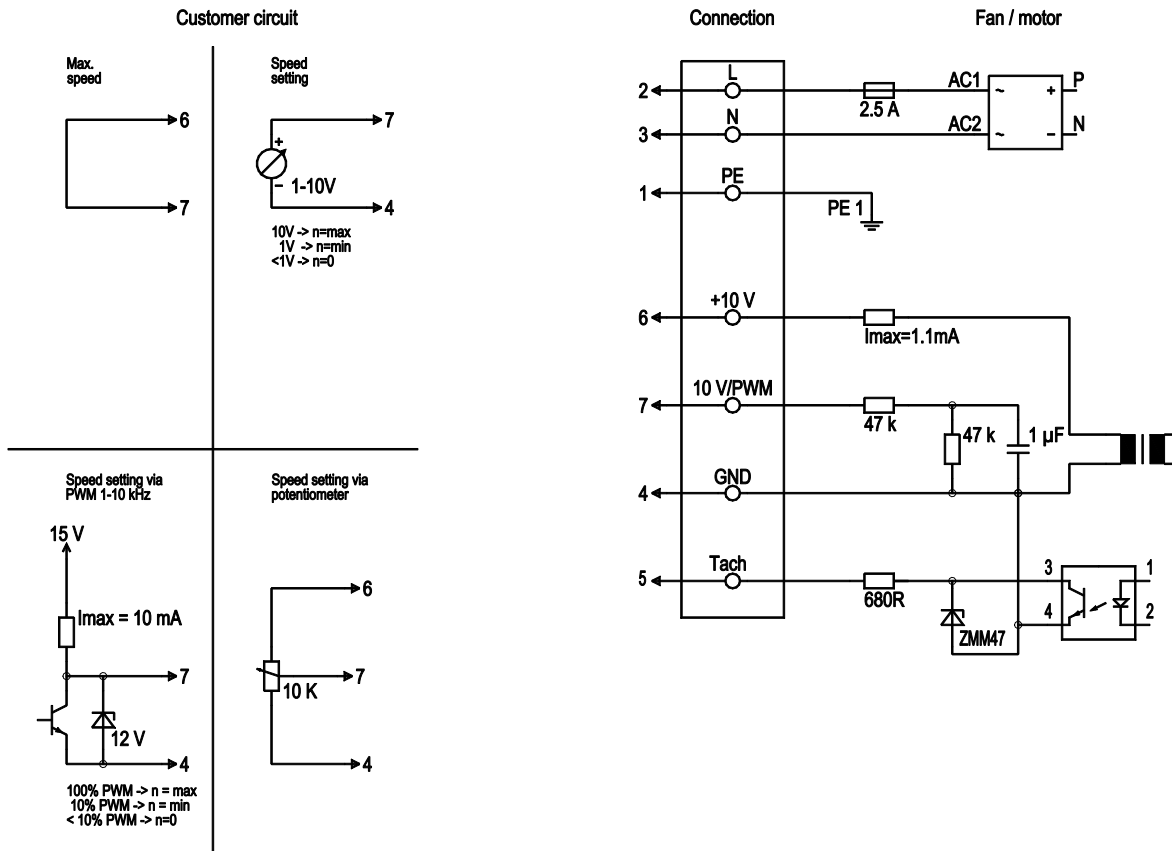 Customer circuit
Max.
speed
6
7
Speed
setting
7
+
− 1-10V
4
10V -> n=max
1V -> n=min
<1V -> n=0
Speed setting via
PWM 1-10 kHz
15 V
Imax = 10 mA
7
12 V
4
100% PWM -> n = max
10% PWM -> n = min
< 10% PWM -> n=0
Speed setting via
potentiometer
6
7
10 K
4
Connection
Fan / motor
2 L 2.5 A AC1 ~ + P
3 N AC2 ~ − N
1 PE PE 1
6 +10 V Imax=1.1mA
7 10 V/PWM 47 k 47 k 1 µF
4 GND
5 Tach 680R ZMM47 3 1
4 2